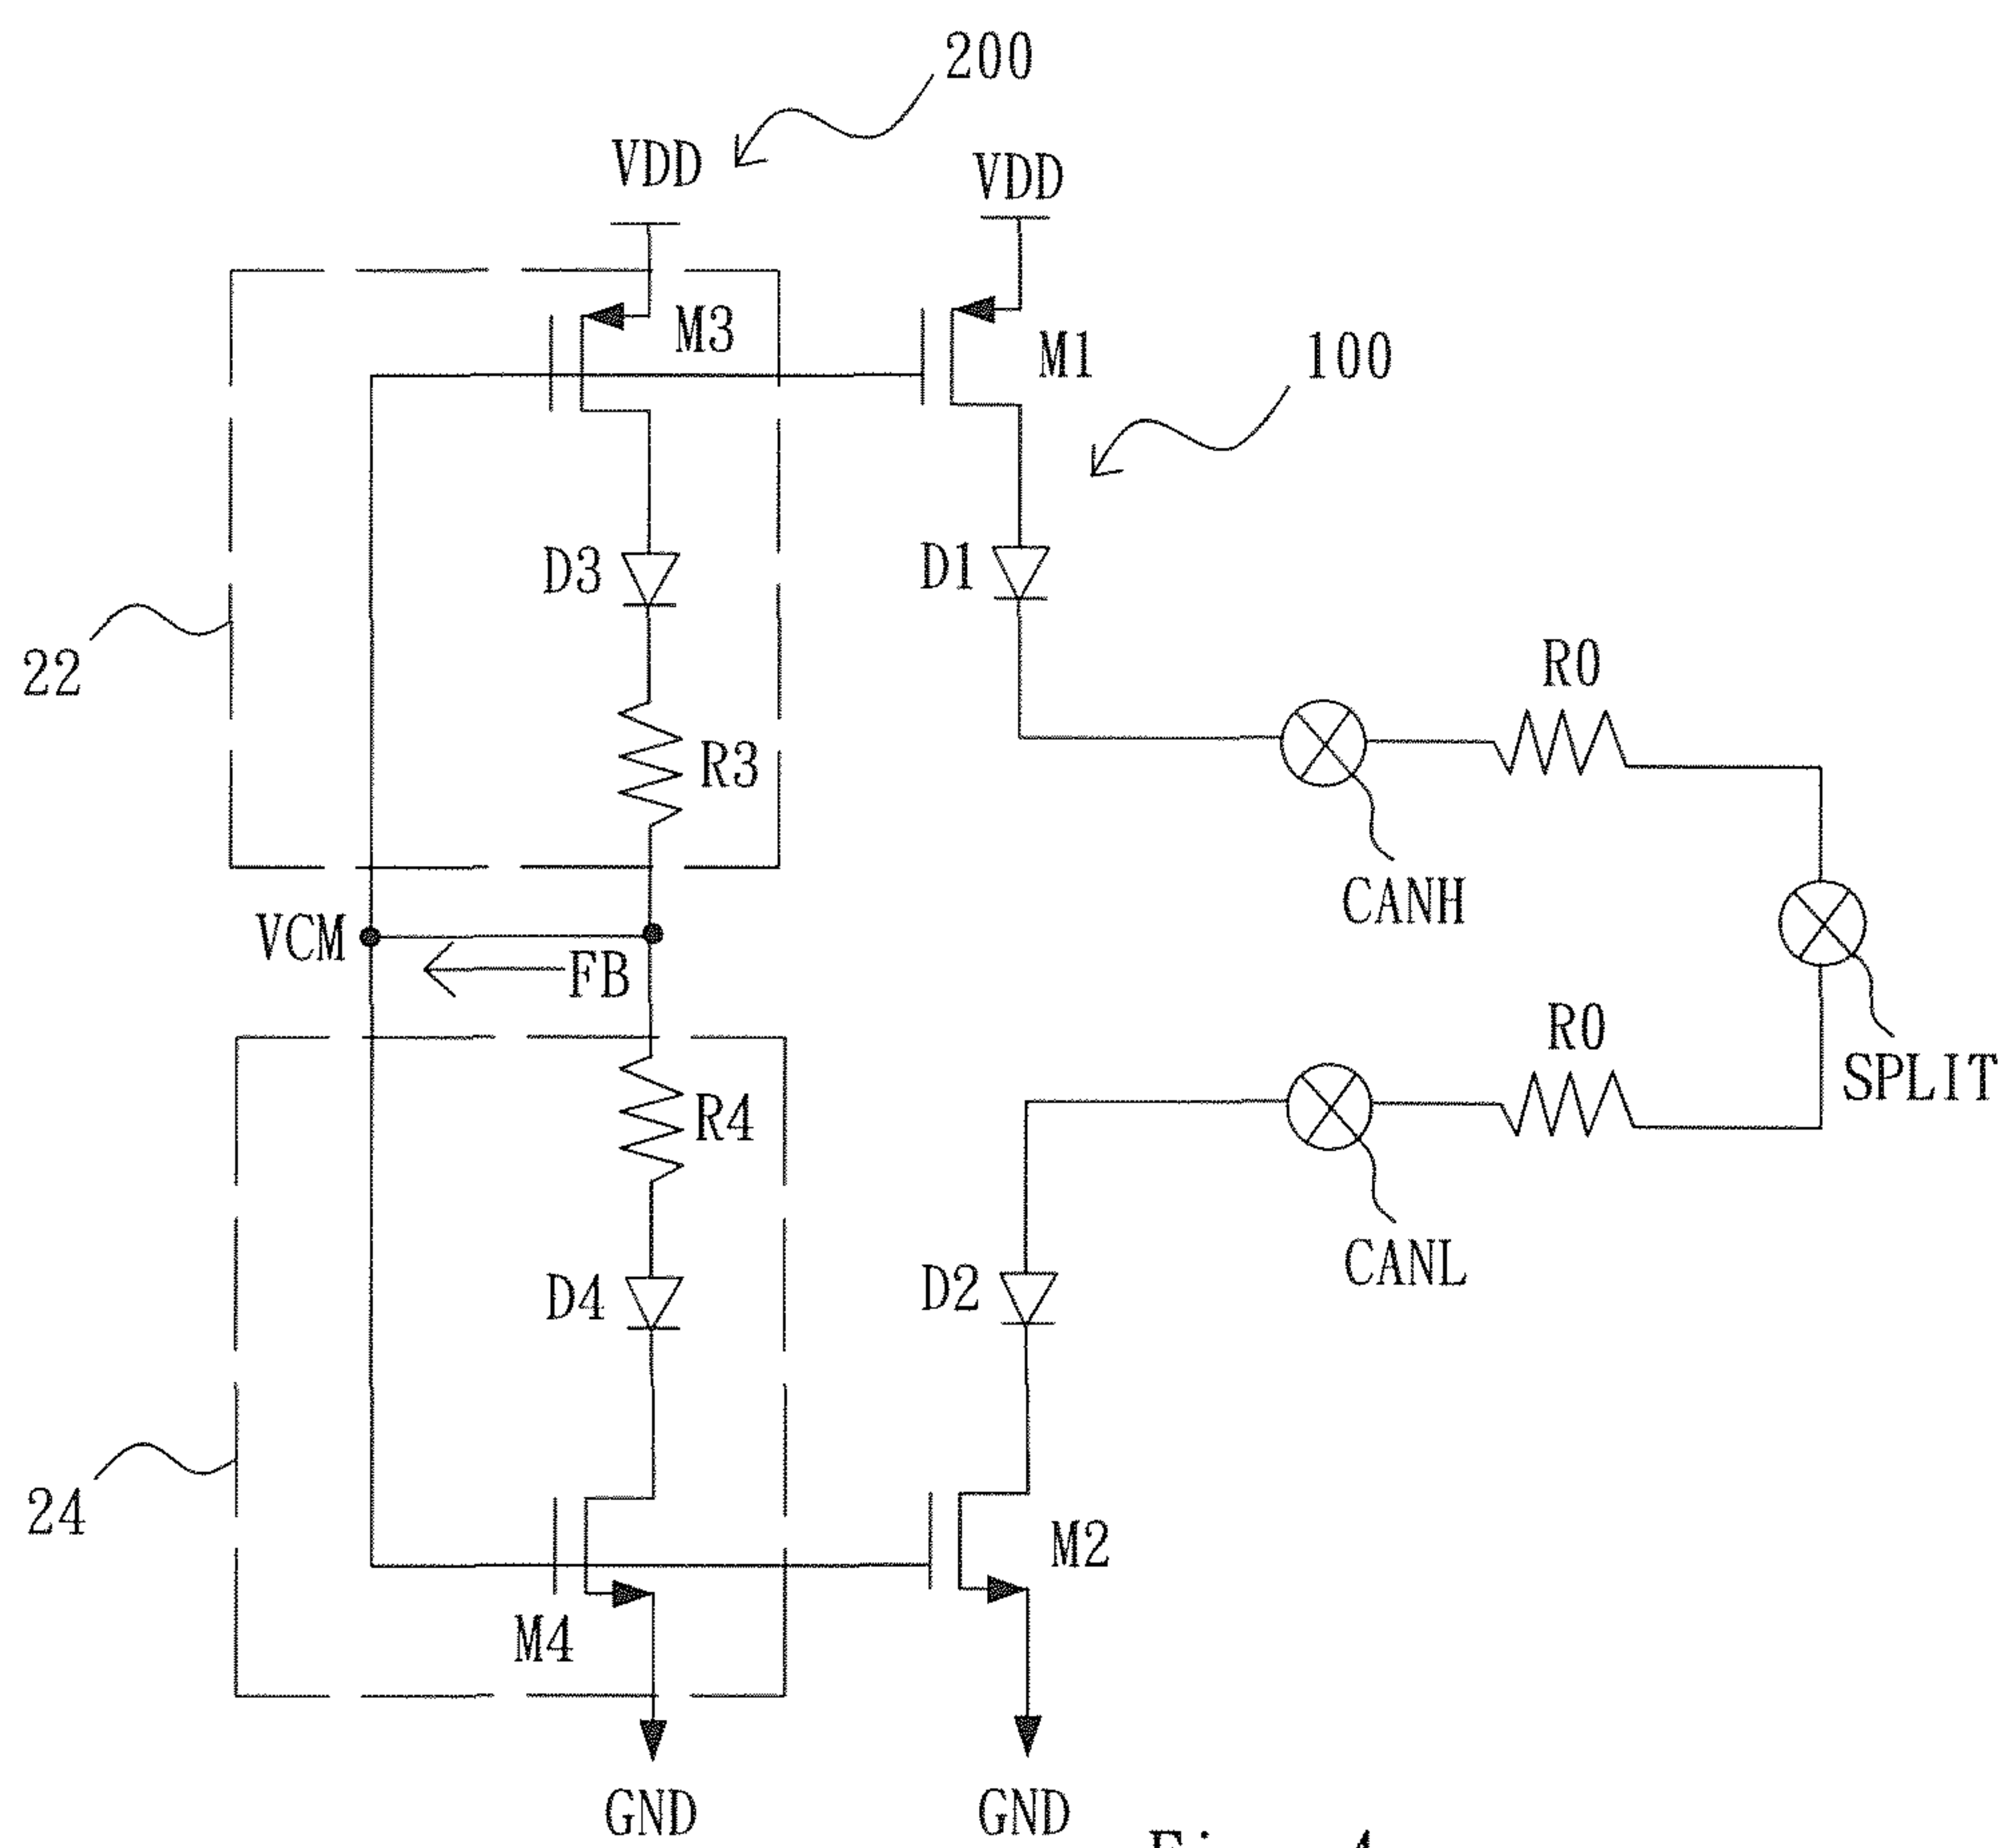 200
VDD
VDD
M3
M1
100
D3
D1
22
R0
R3
CANH
VCM
FB
R0
SPLIT
R4
CANL
D4
D2
24
M2
M4
GND
GND